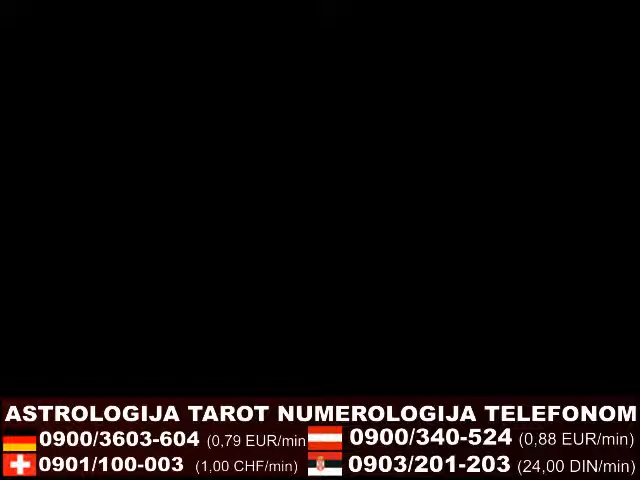 ASTROLOGIJA TAROT NUMEROLOGIJA TELEFONOM
0900/3603-604 (0,79 EUR/min 0900/340-524 (0,88 EUR/min)
0901/100-003 (1,00 CHF/min) 0903/201-203 (24,00 DIN/min)